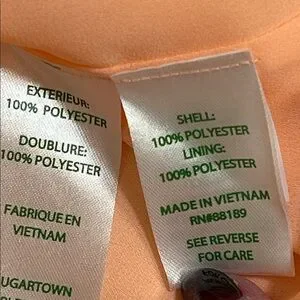 EXTERIEUR:
100% POLYESTER
DOUBLURE:
100% POLYESTER
FABRIQUE EN
VIETNAM
UGARTOWN
SHELL:
100% POLYESTER
LINING:
100% POLYESTER
MADE IN VIETNAM
RN#88189
SEE REVERSE
FOR CARE